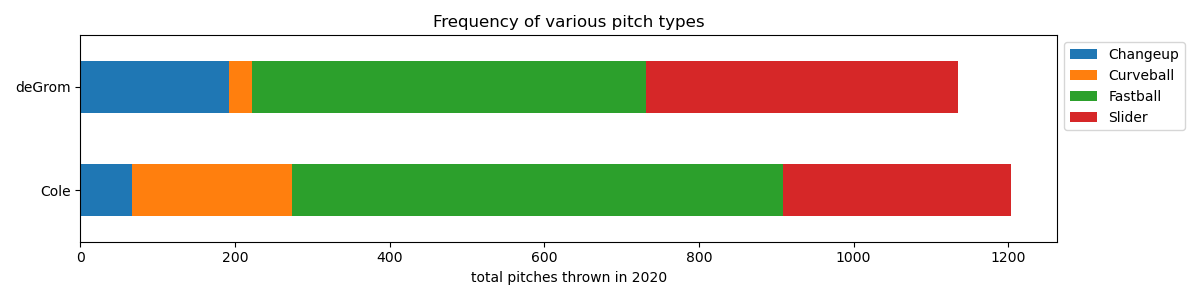 Frequency of various pitch types
deGrom
Cole
0 200 400 600 800 1000 1200
total pitches thrown in 2020
Changeup
Curveball
Fastball
Slider